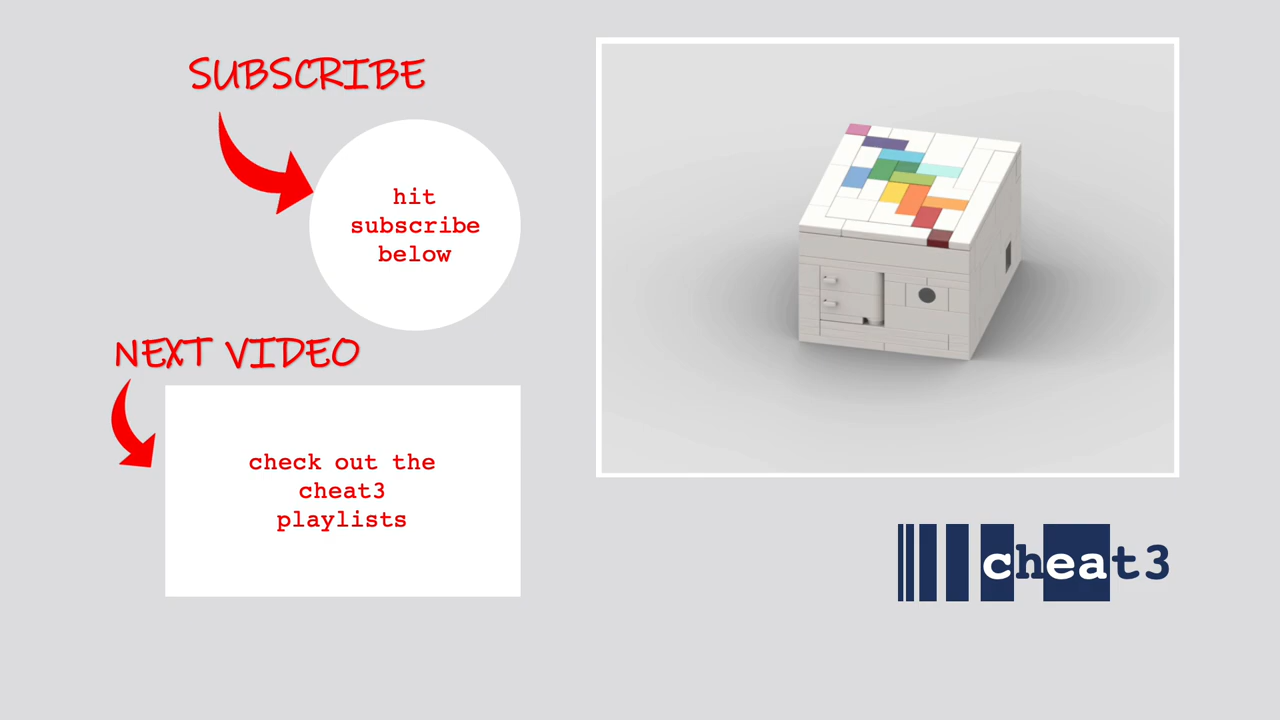 SUBSCRIBE
hit
subscribe
below
NEXT VIDEO
check out the
cheat3
playlists
cheat3